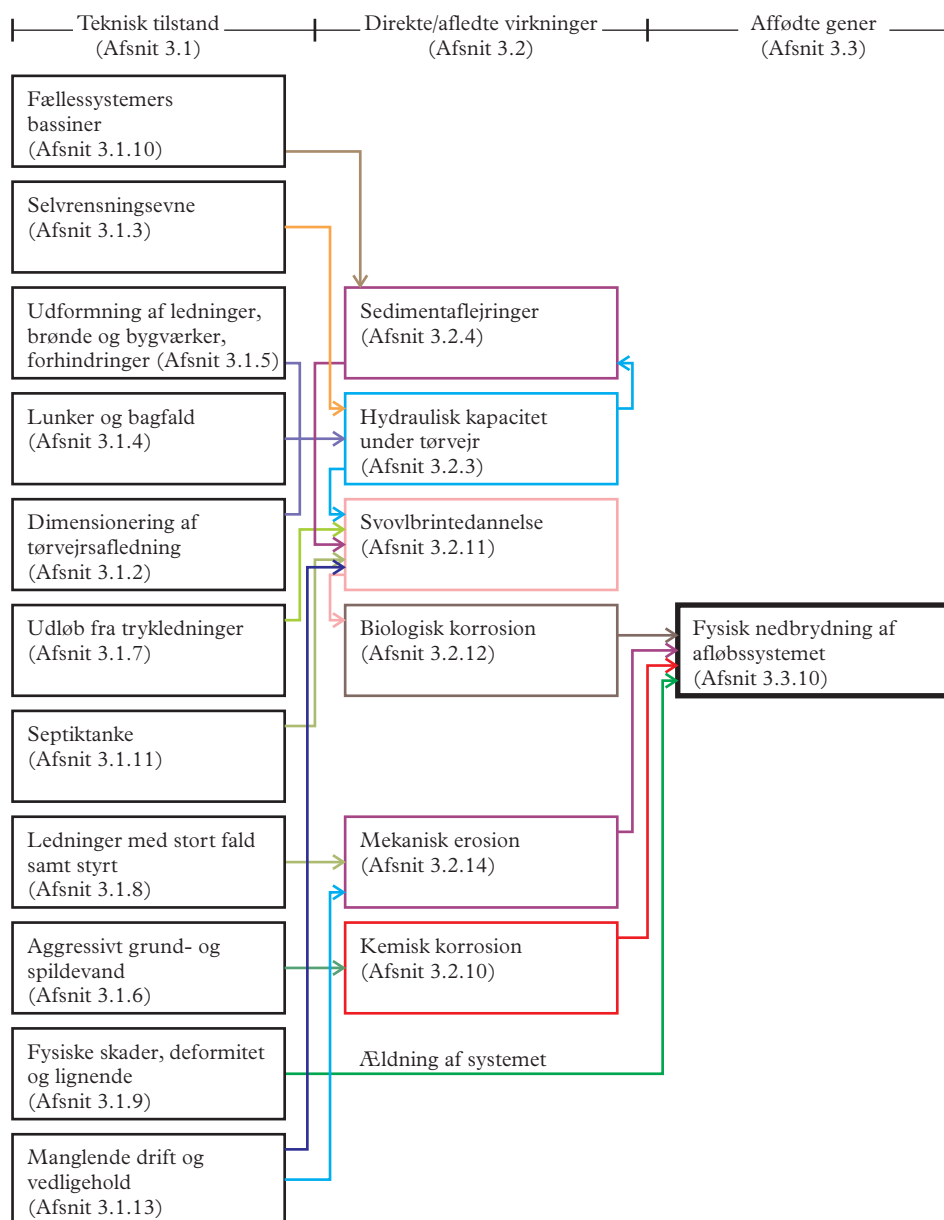 Teknisk tilstand
(Afsnit 3.1)
Direkte/afledte virkninger
(Afsnit 3.2)
Affødte gener
(Afsnit 3.3)
Fællessystemers
bassiner
(Afsnit 3.1.10)
Selvrensningsevne
(Afsnit 3.1.3)
Udformning af ledninger,
brønde og bygværker,
forhindringer (Afsnit 3.1.5)
Lunker og bagfald
(Afsnit 3.1.4)
Dimensionering af
tørvejrsafledning
(Afsnit 3.1.2)
Udløb fra trykledninger
(Afsnit 3.1.7)
Septiktanke
(Afsnit 3.1.11)
Ledninger med stort fald
samt styrt
(Afsnit 3.1.8)
Aggressivt grund- og
spildevand
(Afsnit 3.1.6)
Fysiske skader, deformitet
og lignende
(Afsnit 3.1.9)
Manglende drift og
vedligehold
(Afsnit 3.1.13)
Sedimentaflejringer
(Afsnit 3.2.4)
Hydraulisk kapacitet
under tørvejr
(Afsnit 3.2.3)
Svovlbrintedannelse
(Afsnit 3.2.11)
Biologisk korrosion
(Afsnit 3.2.12)
Mekanisk erosion
(Afsnit 3.2.14)
Kemisk korrosion
(Afsnit 3.2.10)
Ældning af systemet
Fysisk nedbrydning af
afløbssystemet
(Afsnit 3.3.10)